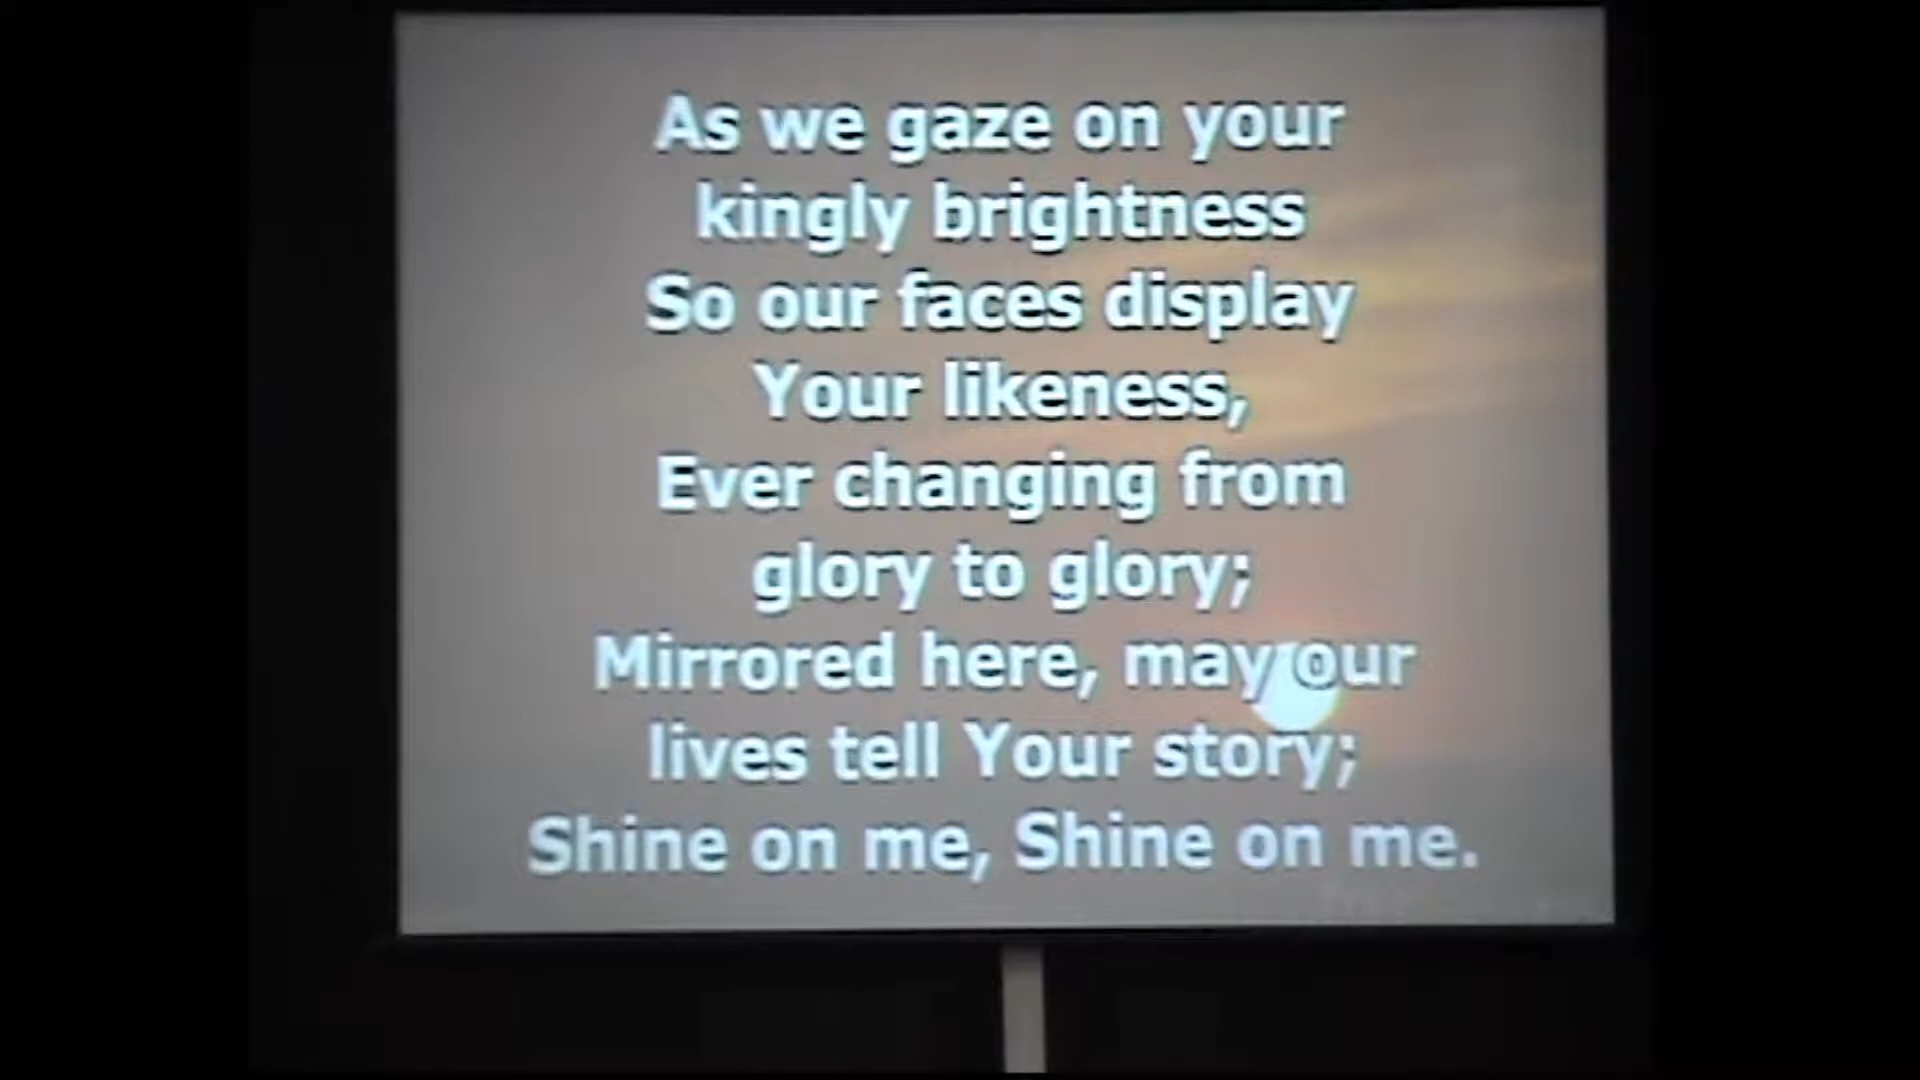 As we gaze on your
kingly brightness
So our faces display
Your likeness,
Ever changing from
glory to glory;
Mirrored here, may our
lives tell Your story;
Shine on me, Shine on me.